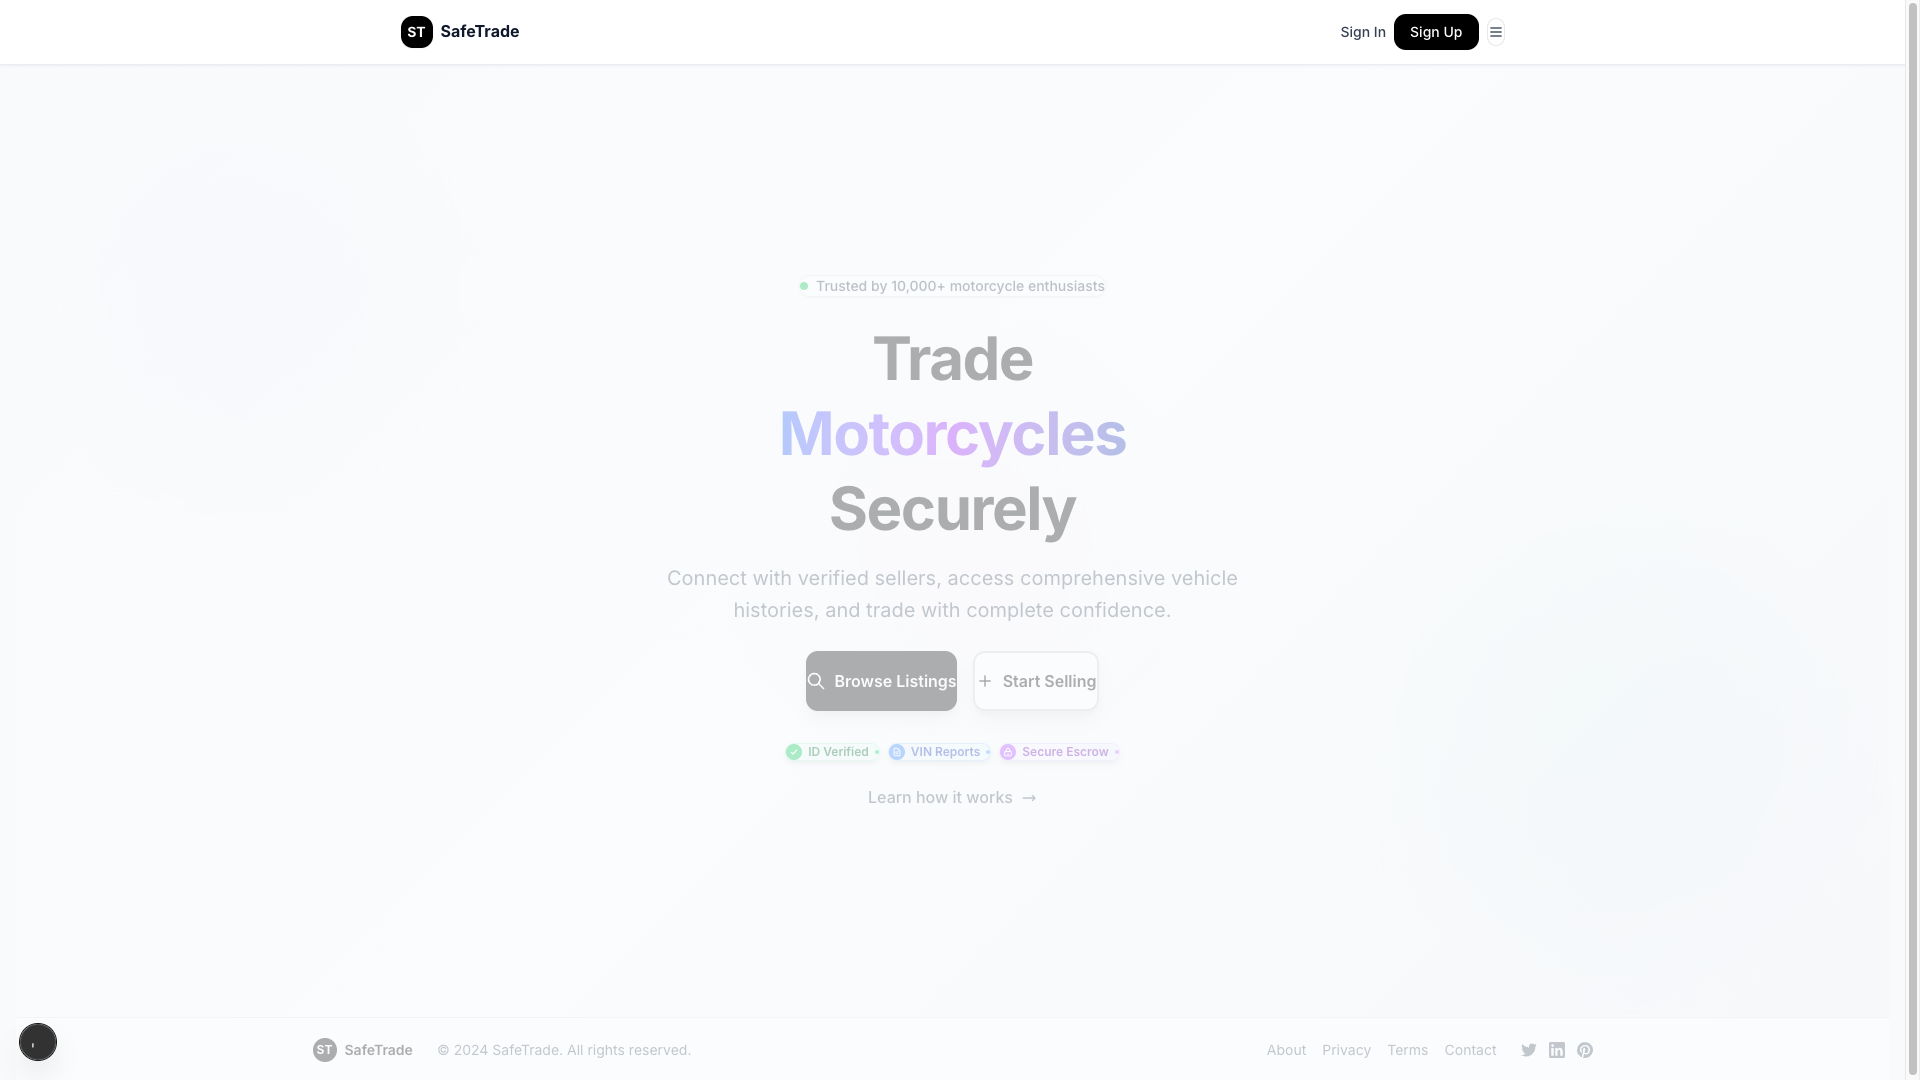 ST SafeTrade
Sign In
Sign Up
Trusted by 10,000+ motorcycle enthusiasts
Trade
Motorcycles
Securely
Connect with verified sellers, access comprehensive vehicle
histories, and trade with complete confidence.
Browse Listings
Start Selling
ID Verified
VIN Reports
Secure Escrow
Learn how it works →
ST SafeTrade
© 2024 SafeTrade. All rights reserved.
About
Privacy
Terms
Contact